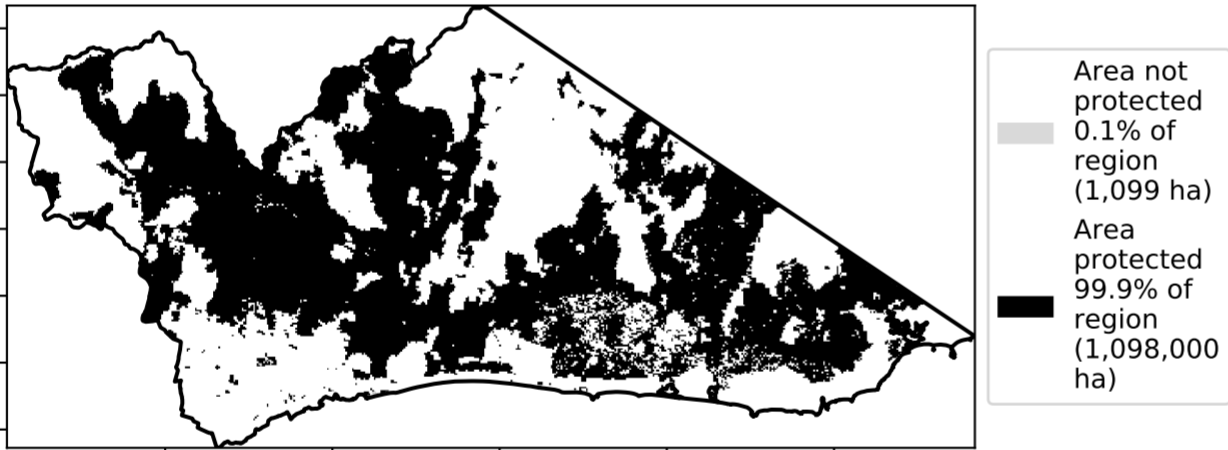 Area not
protected
0.1% of
region
(1,099 ha)
Area
protected
99.9% of
region
(1,098,000
ha)